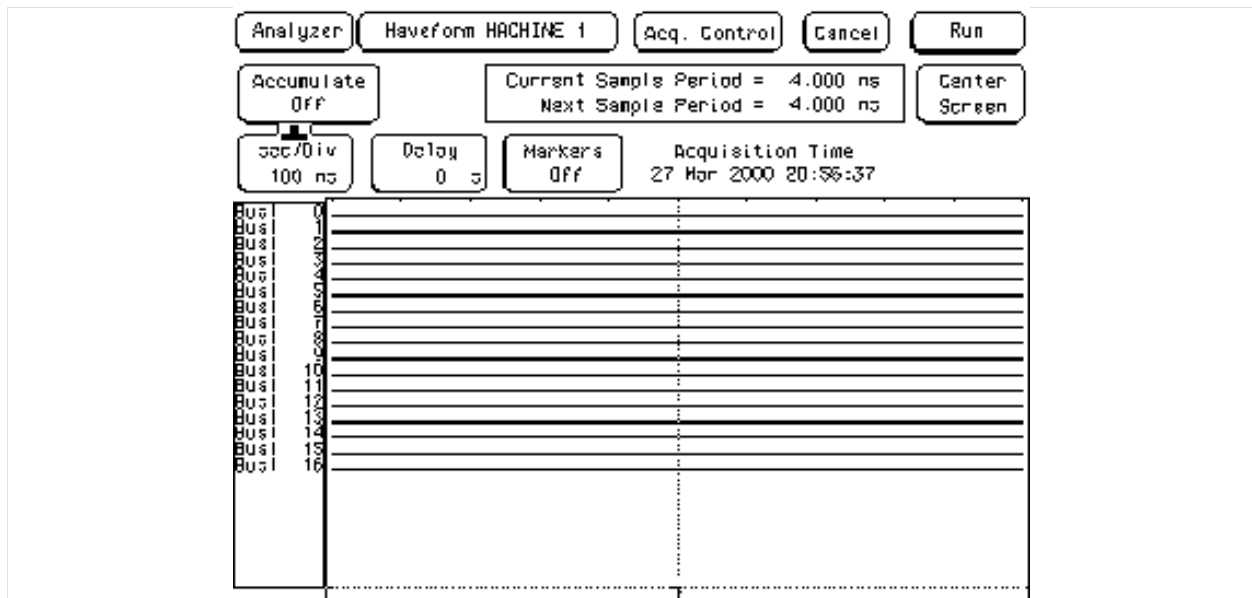 Analyzer Waveform MACHINE 1 Acq. Control Cancel Run
Accumulate
Off
Current Sample Period = 4.000 ns
Next Sample Period = 4.000 ns
Center
Screen
sec/Div
100 ns
Delay
0 s
Markers
Off
Acquisition Time
27 Mar 2000 20:56:37
Bus1 0
Bus1 1
Bus1 2
Bus1 3
Bus1 4
Bus1 5
Bus1 6
Bus1 7
Bus1 8
Bus1 9
Bus1 10
Bus1 11
Bus1 12
Bus1 13
Bus1 14
Bus1 15
Bus1 16